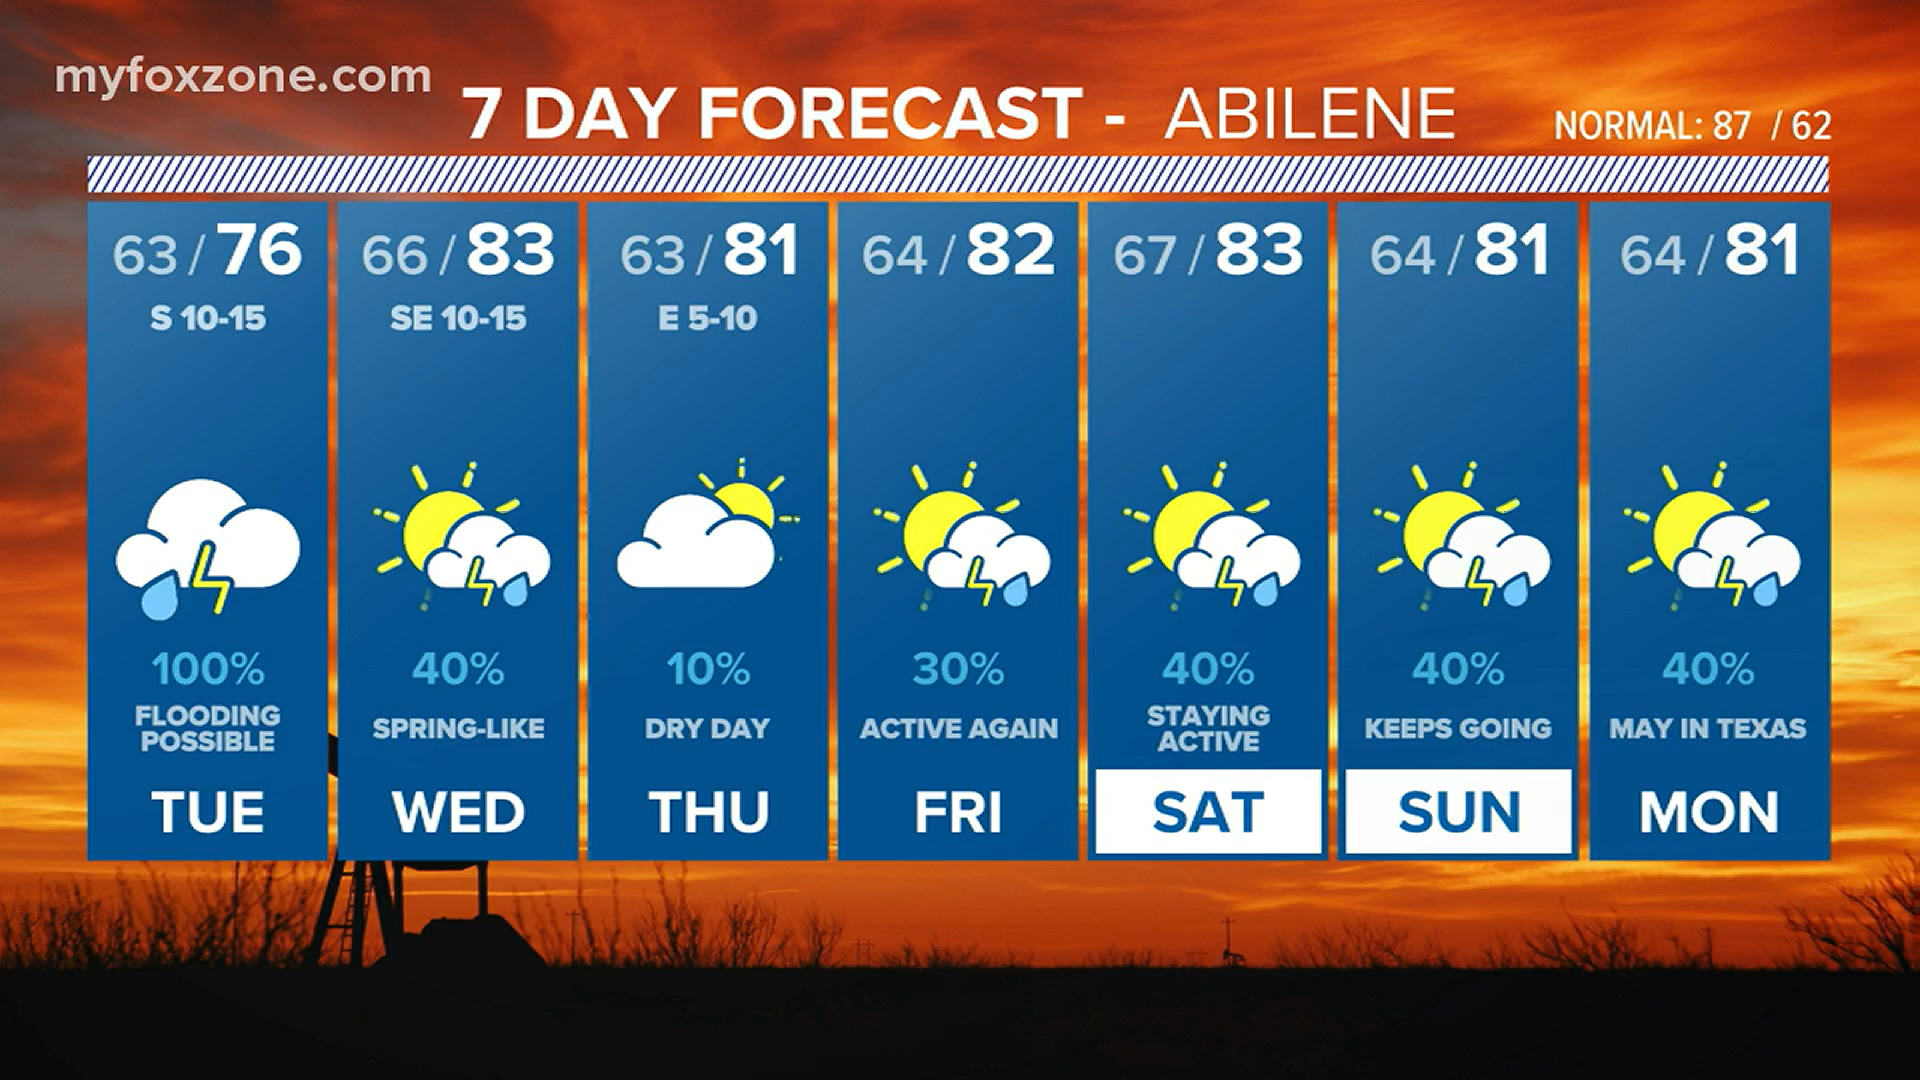 myfoxzone.com
7 DAY FORECAST - ABILENE
NORMAL: 87 / 62
63 / 76
S 10-15
100%
FLOODING
POSSIBLE
TUE
66 / 83
SE 10-15
40%
SPRING-LIKE
WED
63 / 81
E 5-10
10%
DRY DAY
THU
64 / 82
30%
ACTIVE AGAIN
FRI
67 / 83
40%
STAYING
ACTIVE
SAT
64 / 81
40%
KEEPS GOING
SUN
64 / 81
40%
MAY IN TEXAS
MON